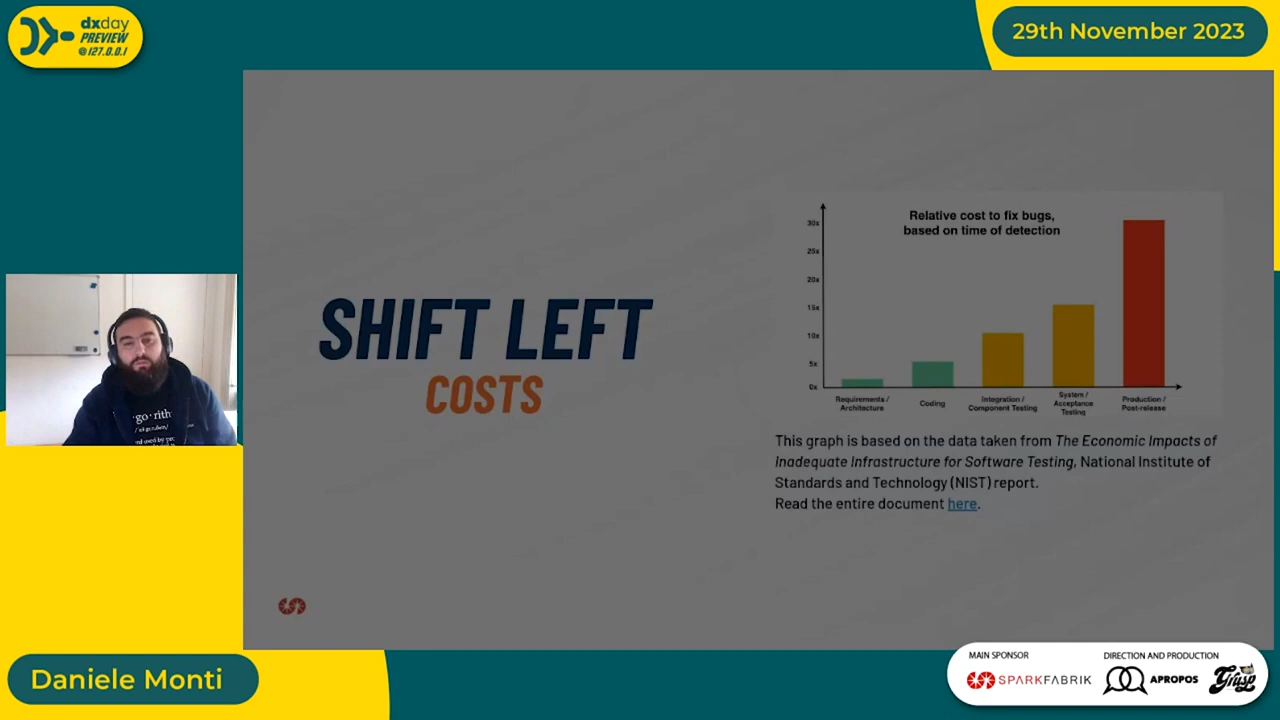 dxday
PREVIEW
@127.0.0.1
29th November 2023
SHIFT LEFT
COSTS
Relative cost to fix bugs,
based on time of detection
30x
25x
20x
15x
10x
5x
0x
Requirements /
Architecture
Coding
Integration /
Component Testing
System /
Acceptance
Testing
Production /
Post-release
This graph is based on the data taken from The Economic Impacts of
Inadequate Infrastructure for Software Testing, National Institute of
Standards and Technology (NIST) report.
Read the entire document here.
go·rith
Daniele Monti
MAIN SPONSOR
SPARKFABRIK
DIRECTION AND PRODUCTION
APROPOS
Grusp